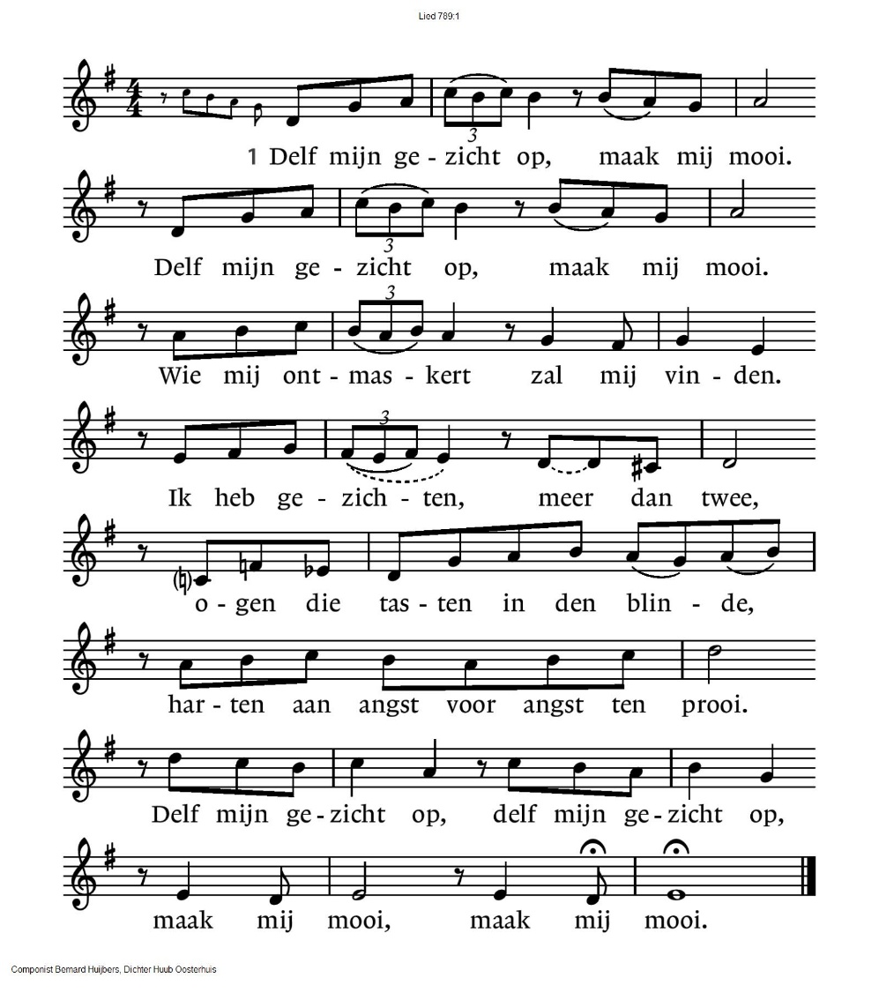 Lied 789:1
1 Delf mijn ge - zicht op, maak mij mooi.
Delf mijn ge - zicht op, maak mij mooi.
Wie mij ont - mas - kert zal mij vin - den.
Ik heb ge - zich - ten, meer dan twee,
o - gen die tas - ten in den blin - de,
har - ten aan angst voor angst ten prooi.
Delf mijn ge - zicht op, delf mijn ge - zicht op,
maak mij mooi, maak mij mooi.
Componist Bernard Huijbers, Dichter Huub Oosterhuis